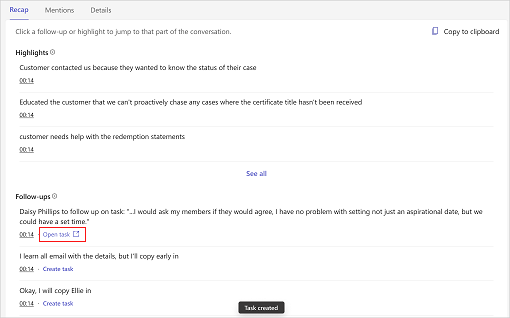 Recap Mentions Details
Click a follow-up or highlight to jump to that part of the conversation. Copy to clipboard
Highlights
Customer contacted us because they wanted to know the status of their case
00:14
Educated the customer that we can't proactively chase any cases where the certificate title hasn't been received
00:14
customer needs help with the redemption statements
00:14
See all
Follow-ups
Daisy Phillips to follow up on task: "...I would ask my members if they would agree, I have no problem with setting not just an aspirational date, but we
could have a set time."
00:14 · Open task
I learn all email with the details, but I'll copy early in
00:14 · Create task
Okay, I will copy Ellie in
00:14 · Create task
Task created